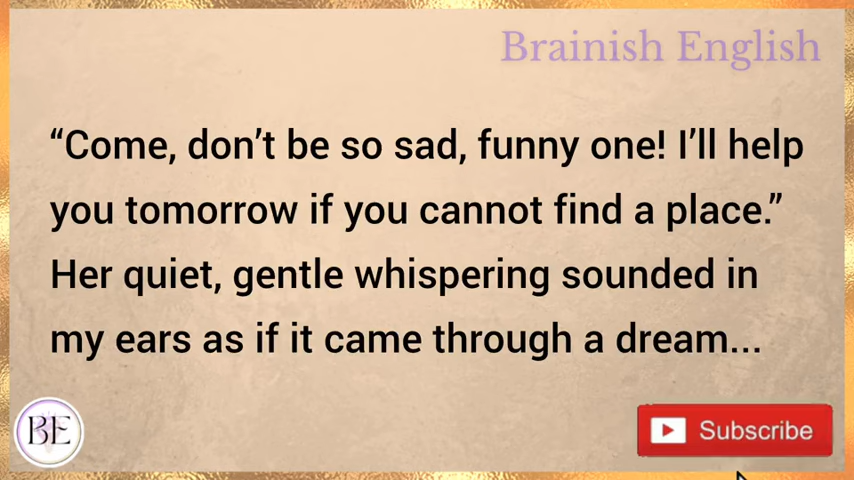 Brainish English
“Come, don’t be so sad, funny one! I’ll help
you tomorrow if you cannot find a place.”
Her quiet, gentle whispering sounded in
my ears as if it came through a dream...
BE
Subscribe